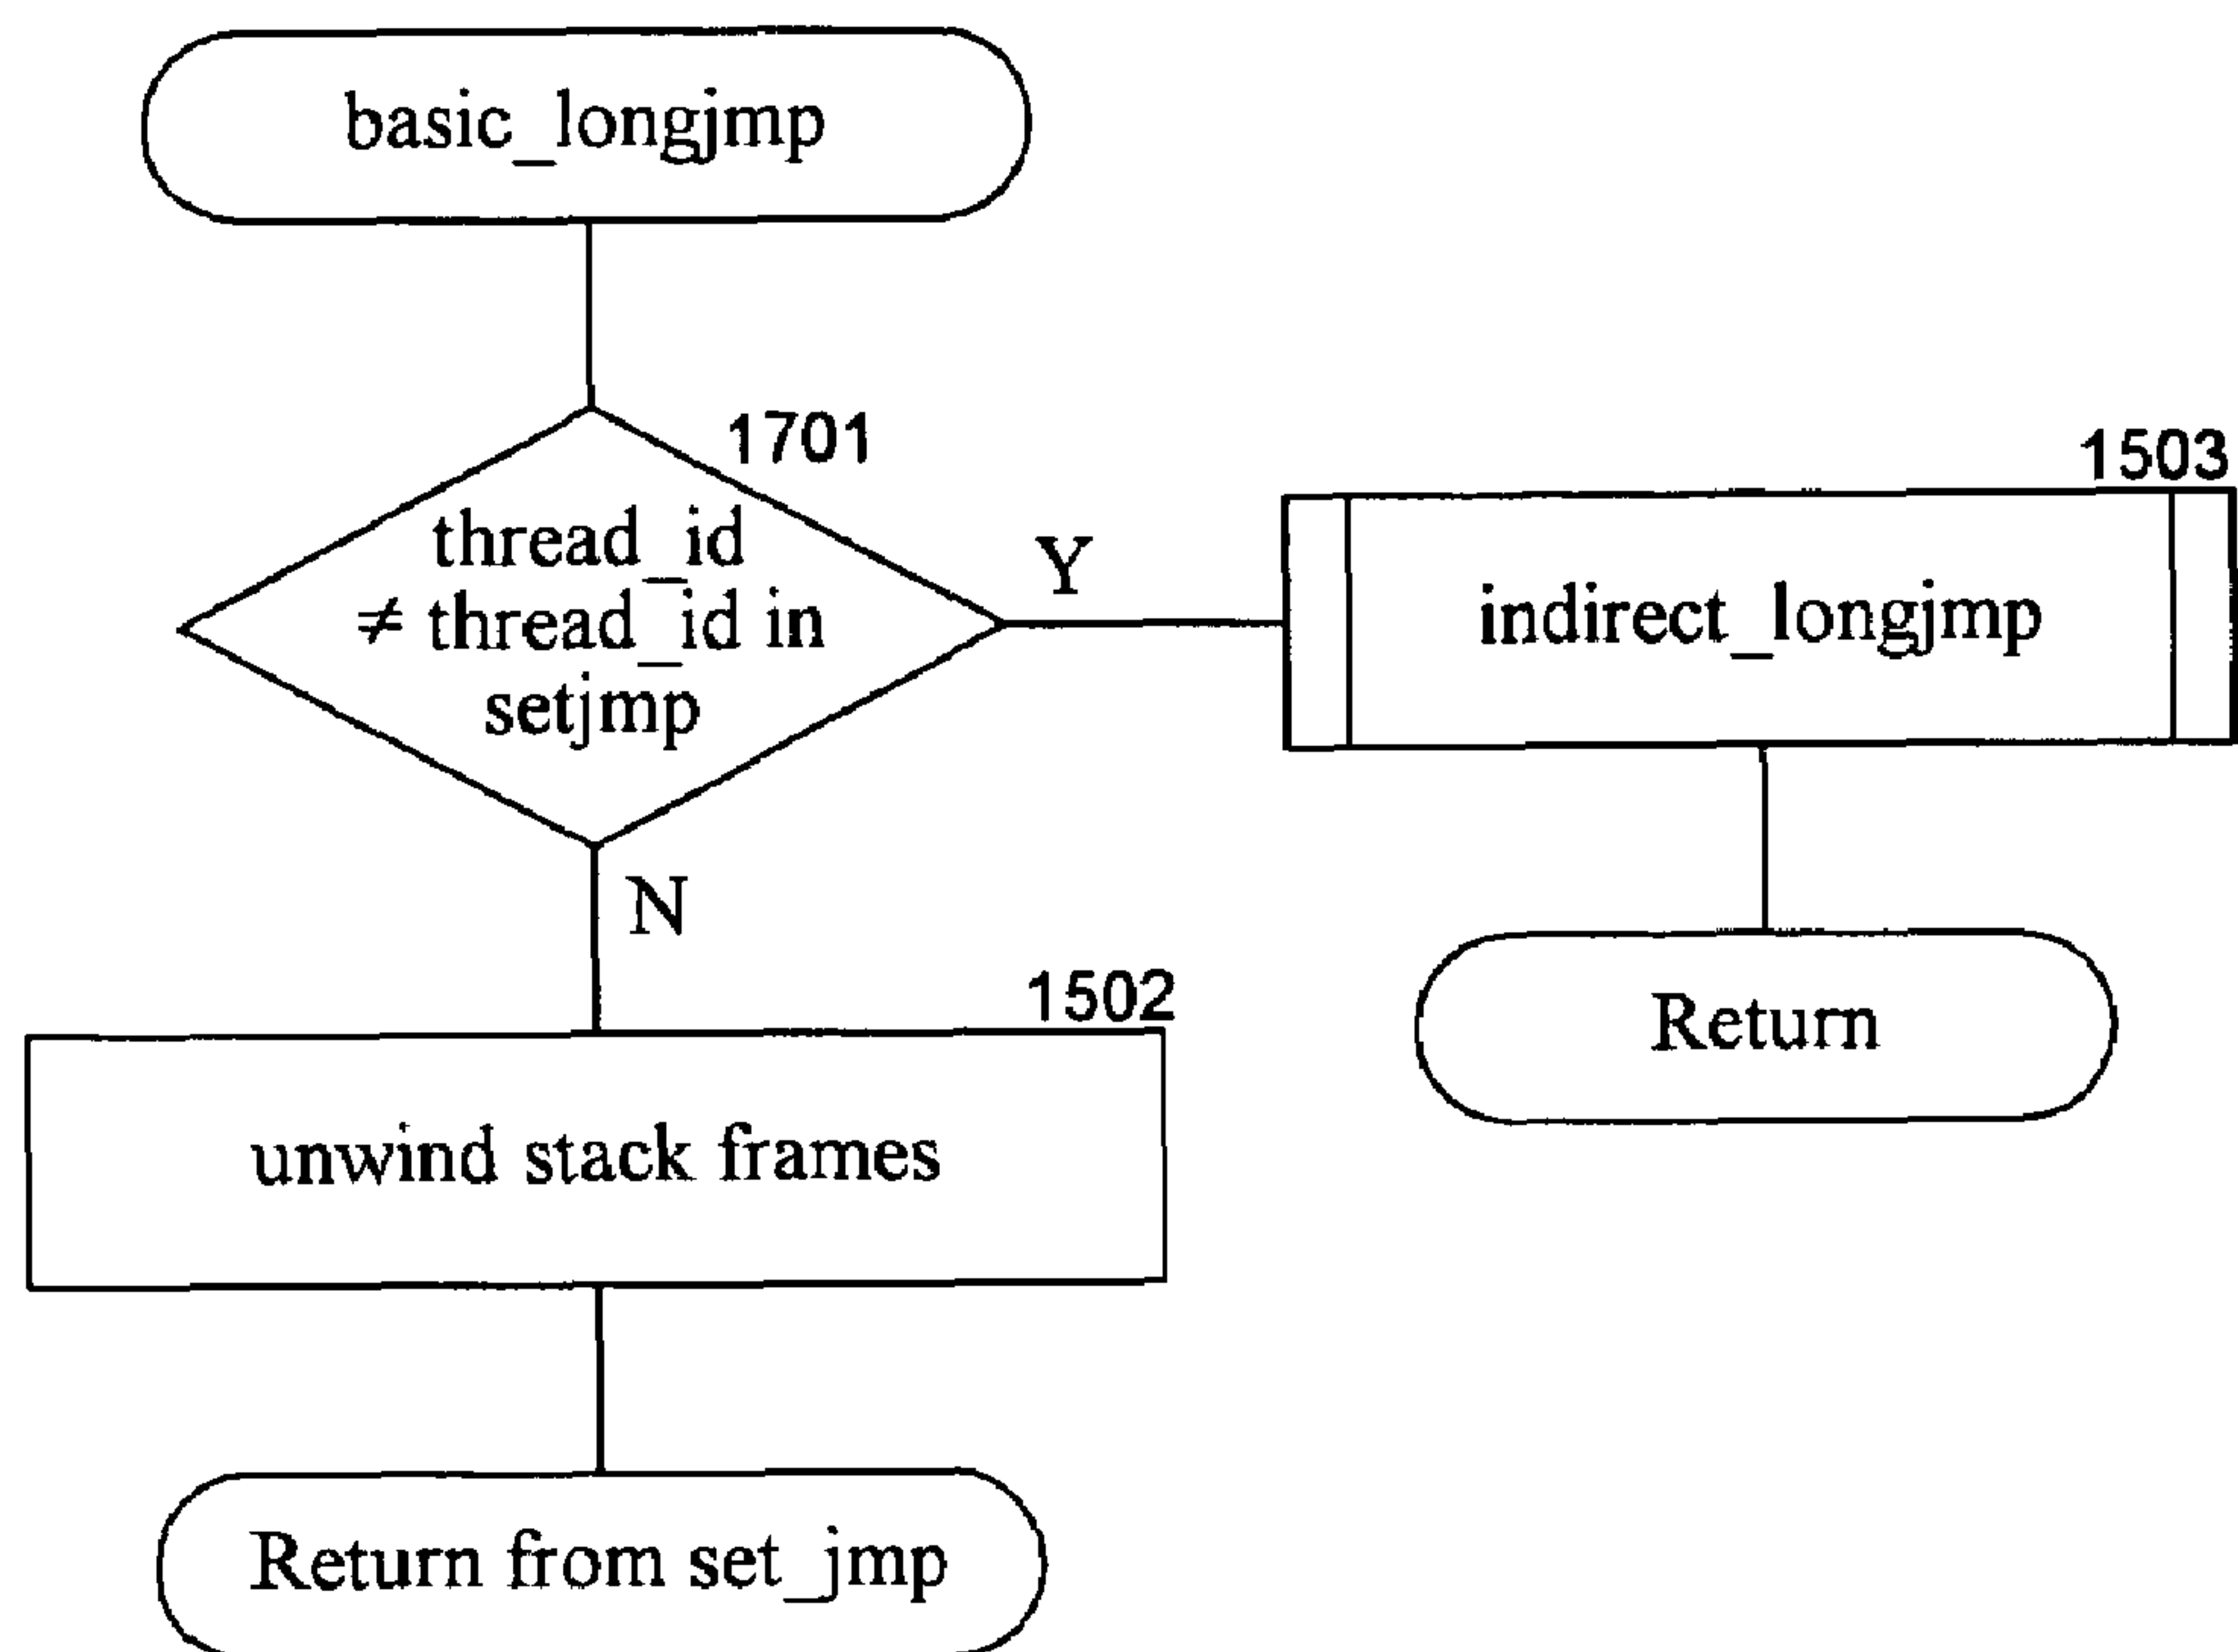 basic_longjmp
1701
thread_id
≠ thread_id in
setjmp
Y
1503
indirect_longjmp
Return
N
1502
unwind stack frames
Return from set_jmp